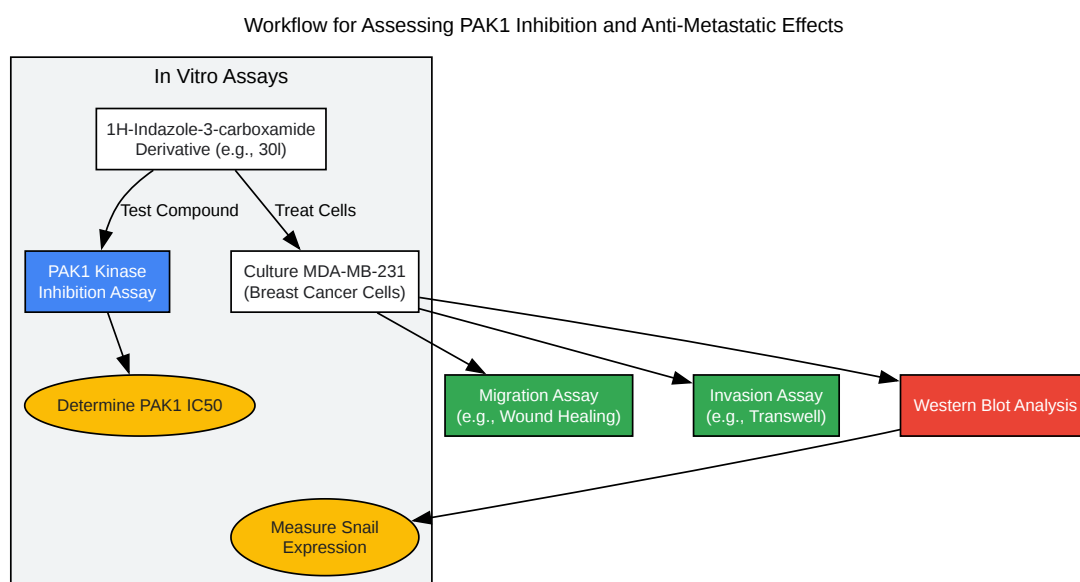 Workflow for Assessing PAK1 Inhibition and Anti-Metastatic Effects
In Vitro Assays
1H-Indazole-3-carboxamide
Derivative (e.g., 30l)
Test Compound
Treat Cells
PAK1 Kinase
Inhibition Assay
Culture MDA-MB-231
(Breast Cancer Cells)
Determine PAK1 IC50
Migration Assay
(e.g., Wound Healing)
Invasion Assay
(e.g., Transwell)
Western Blot Analysis
Measure Snail
Expression